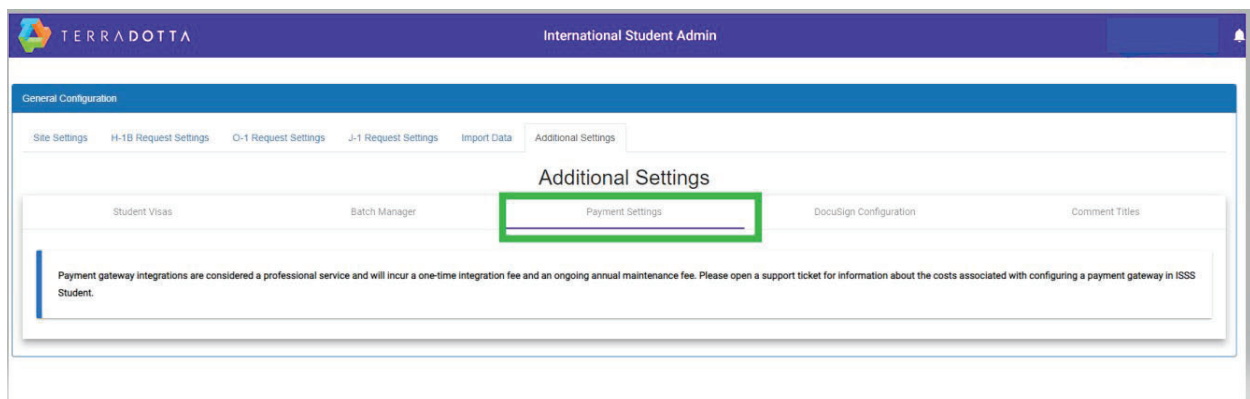 TERRADOTTA
International Student Admin
General Configuration
Site Settings H-1B Request Settings O-1 Request Settings J-1 Request Settings Import Data Additional Settings
Additional Settings
Student Visas Batch Manager Payment Settings DocuSign Configuration Comment Titles
Payment gateway integrations are considered a professional service and will incur a one-time integration fee and an ongoing annual maintenance fee. Please open a support ticket for information about the costs associated with configuring a payment gateway in ISSS
Student.